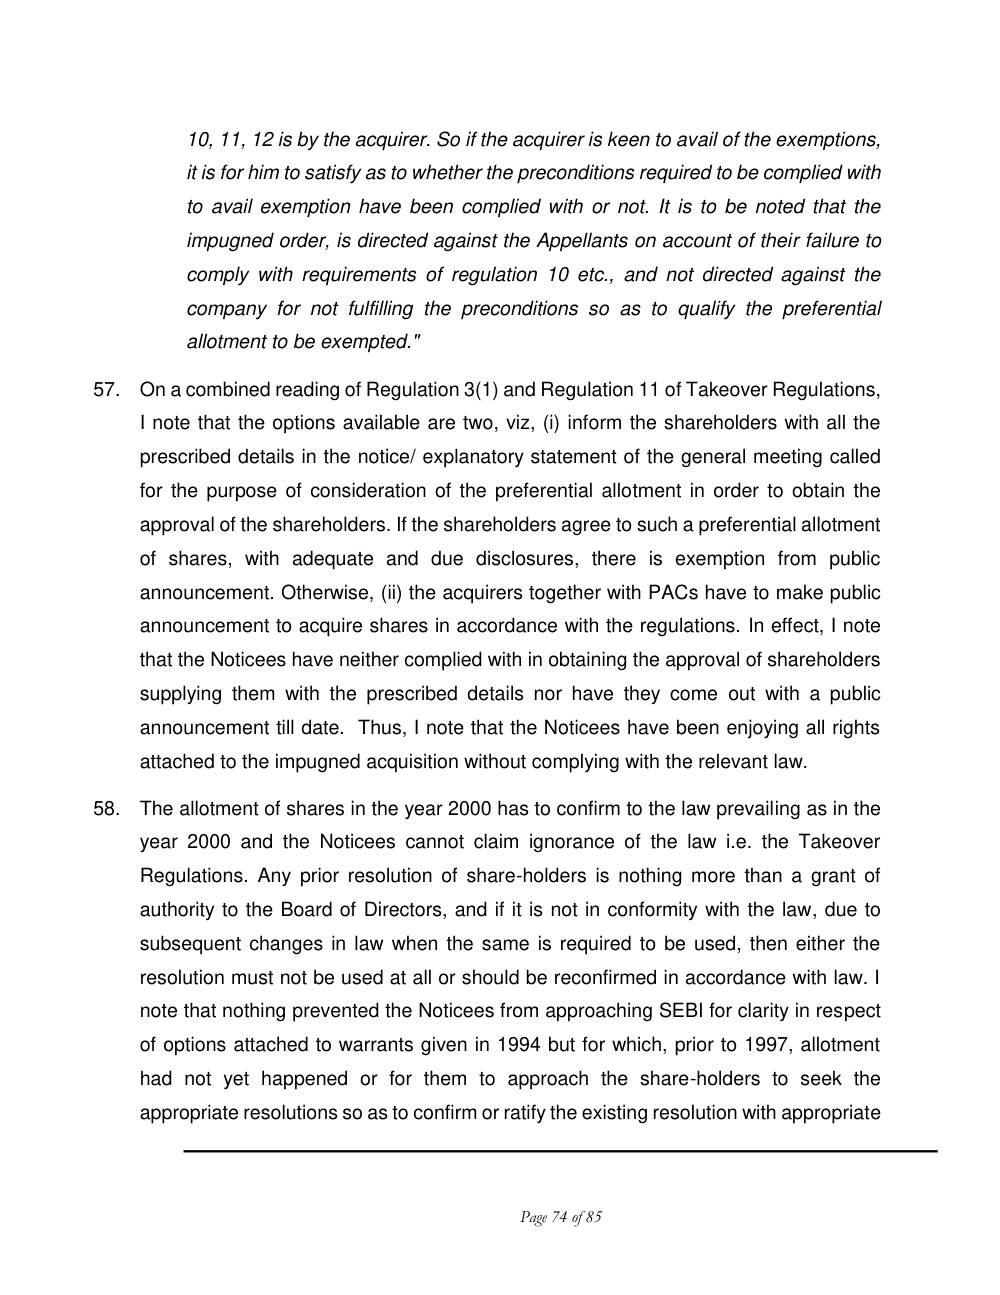 10, 11, 12 is by the acquirer. So if the acquirer is keen to avail of the exemptions,
it is for him to satisfy as to whether the preconditions required to be complied with
to avail exemption have been complied with or not. It is to be noted that the
impugned order, is directed against the Appellants on account of their failure to
comply with requirements of regulation 10 etc., and not directed against the
company for not fulfilling the preconditions so as to qualify the preferential
allotment to be exempted."
57. On a combined reading of Regulation 3(1) and Regulation 11 of Takeover Regulations,
I note that the options available are two, viz, (i) inform the shareholders with all the
prescribed details in the notice/ explanatory statement of the general meeting called
for the purpose of consideration of the preferential allotment in order to obtain the
approval of the shareholders. If the shareholders agree to such a preferential allotment
of shares, with adequate and due disclosures, there is exemption from public
announcement. Otherwise, (ii) the acquirers together with PACs have to make public
announcement to acquire shares in accordance with the regulations. In effect, I note
that the Noticees have neither complied with in obtaining the approval of shareholders
supplying them with the prescribed details nor have they come out with a public
announcement till date.  Thus, I note that the Noticees have been enjoying all rights
attached to the impugned acquisition without complying with the relevant law.
58. The allotment of shares in the year 2000 has to confirm to the law prevailing as in the
year 2000 and the Noticees cannot claim ignorance of the law i.e. the Takeover
Regulations. Any prior resolution of share-holders is nothing more than a grant of
authority to the Board of Directors, and if it is not in conformity with the law, due to
subsequent changes in law when the same is required to be used, then either the
resolution must not be used at all or should be reconfirmed in accordance with law. I
note that nothing prevented the Noticees from approaching SEBI for clarity in respect
of options attached to warrants given in 1994 but for which, prior to 1997, allotment
had not yet happened or for them to approach the share-holders to seek the
appropriate resolutions so as to confirm or ratify the existing resolution with appropriate
Page 74 of 85